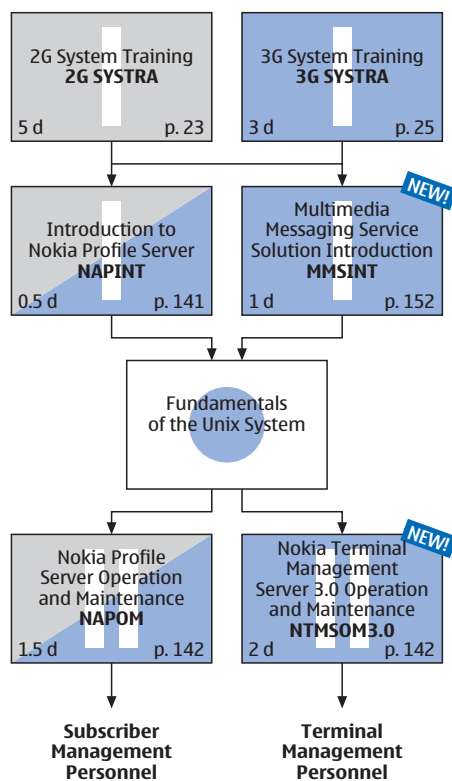 2G System Training
2G SYSTRA
5 d p. 23
3G System Training
3G SYSTRA
3 d p. 25
Introduction to
Nokia Profile Server
NAPINT
0.5 d p. 141
NEW!
Multimedia
Messaging Service
Solution Introduction
MMSINT
1 d p. 152
Fundamentals
of the Unix System
Nokia Profile
Server Operation
and Maintenance
NAPOM
1.5 d p. 142
NEW!
Nokia Terminal
Management
Server 3.0 Operation
and Maintenance
NTMSOM3.0
2 d p. 142
Subscriber
Management
Personnel
Terminal
Management
Personnel